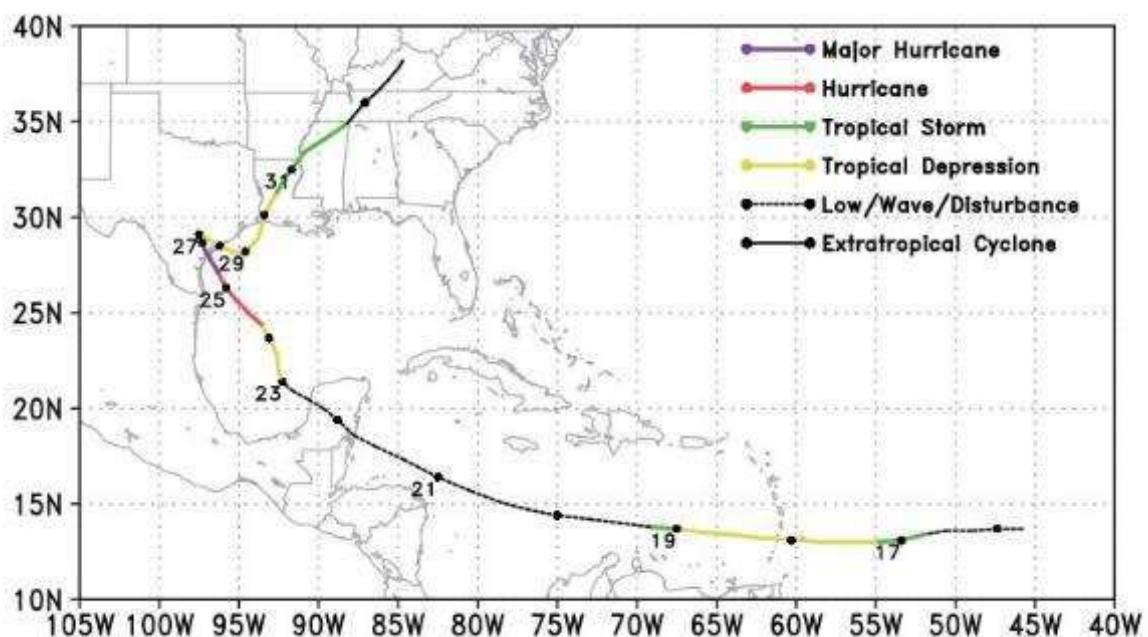 40N
35N
30N
25N
20N
15N
10N
105W 100W 95W 90W 85W 80W 75W 70W 65W 60W 55W 50W 45W 40W
Major Hurricane
Hurricane
Tropical Storm
Tropical Depression
Low/Wave/Disturbance
Extratropical Cyclone
31
27
29
25
23
21
19
17